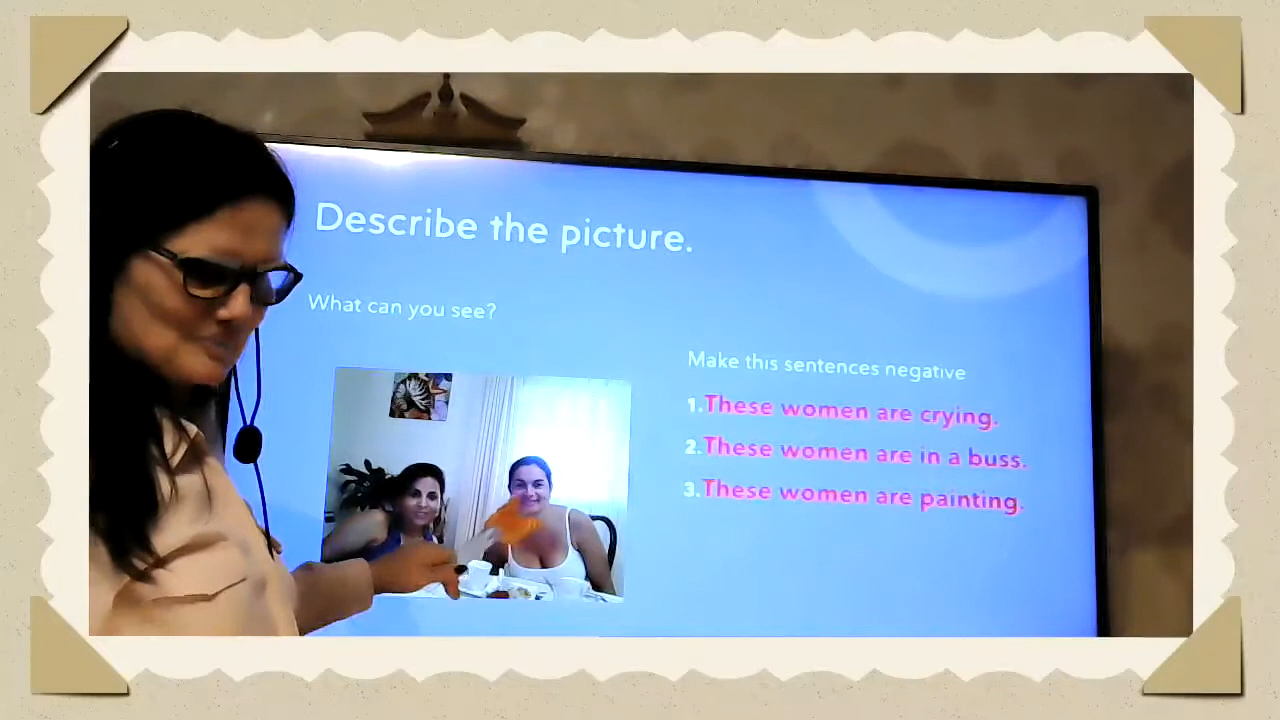 Describe the picture.
What can you see?
Make this sentences negative
1.These women are crying.
2.These women are in a buss.
3.These women are painting.